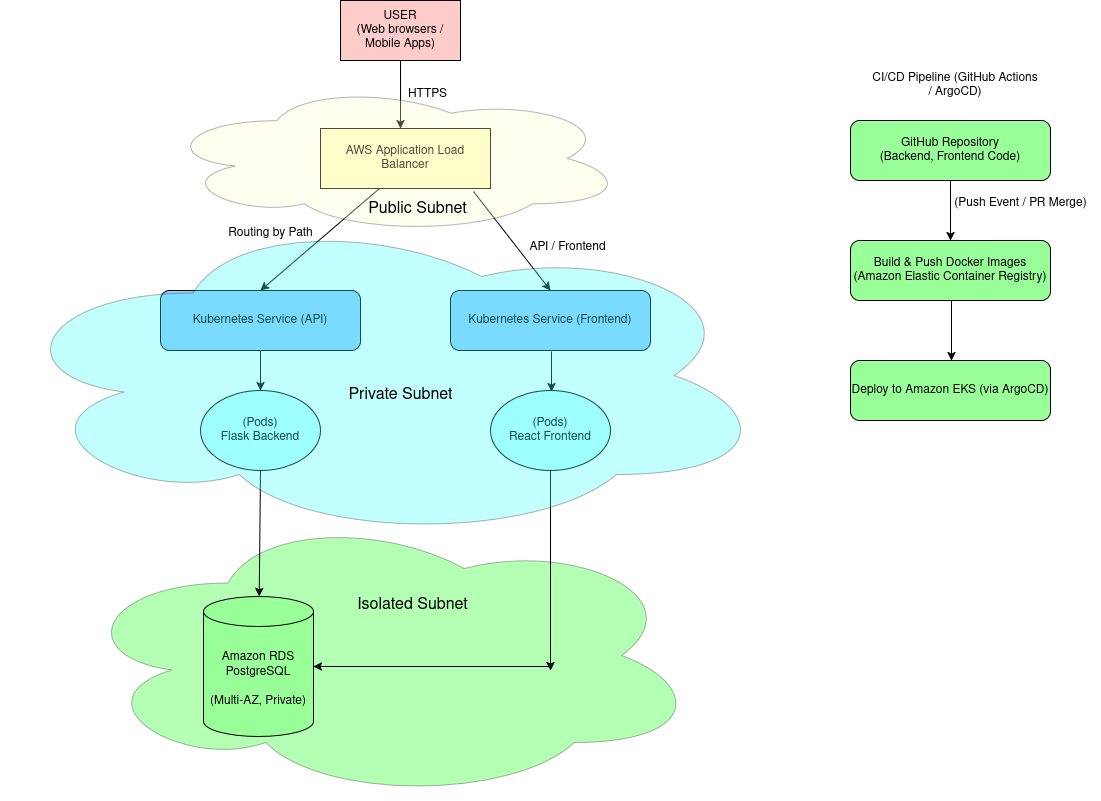 USER
(Web browsers /
Mobile Apps)
HTTPS
AWS Application Load
Balancer
Public Subnet
Routing by Path
API / Frontend
Kubernetes Service (API)
Kubernetes Service (Frontend)
Private Subnet
(Pods)
Flask Backend
(Pods)
React Frontend
Isolated Subnet
Amazon RDS
PostgreSQL
(Multi-AZ, Private)
CI/CD Pipeline (GitHub Actions
/ ArgoCD)
GitHub Repository
(Backend, Frontend Code)
(Push Event / PR Merge)
Build & Push Docker Images
(Amazon Elastic Container Registry)
Deploy to Amazon EKS (via ArgoCD)